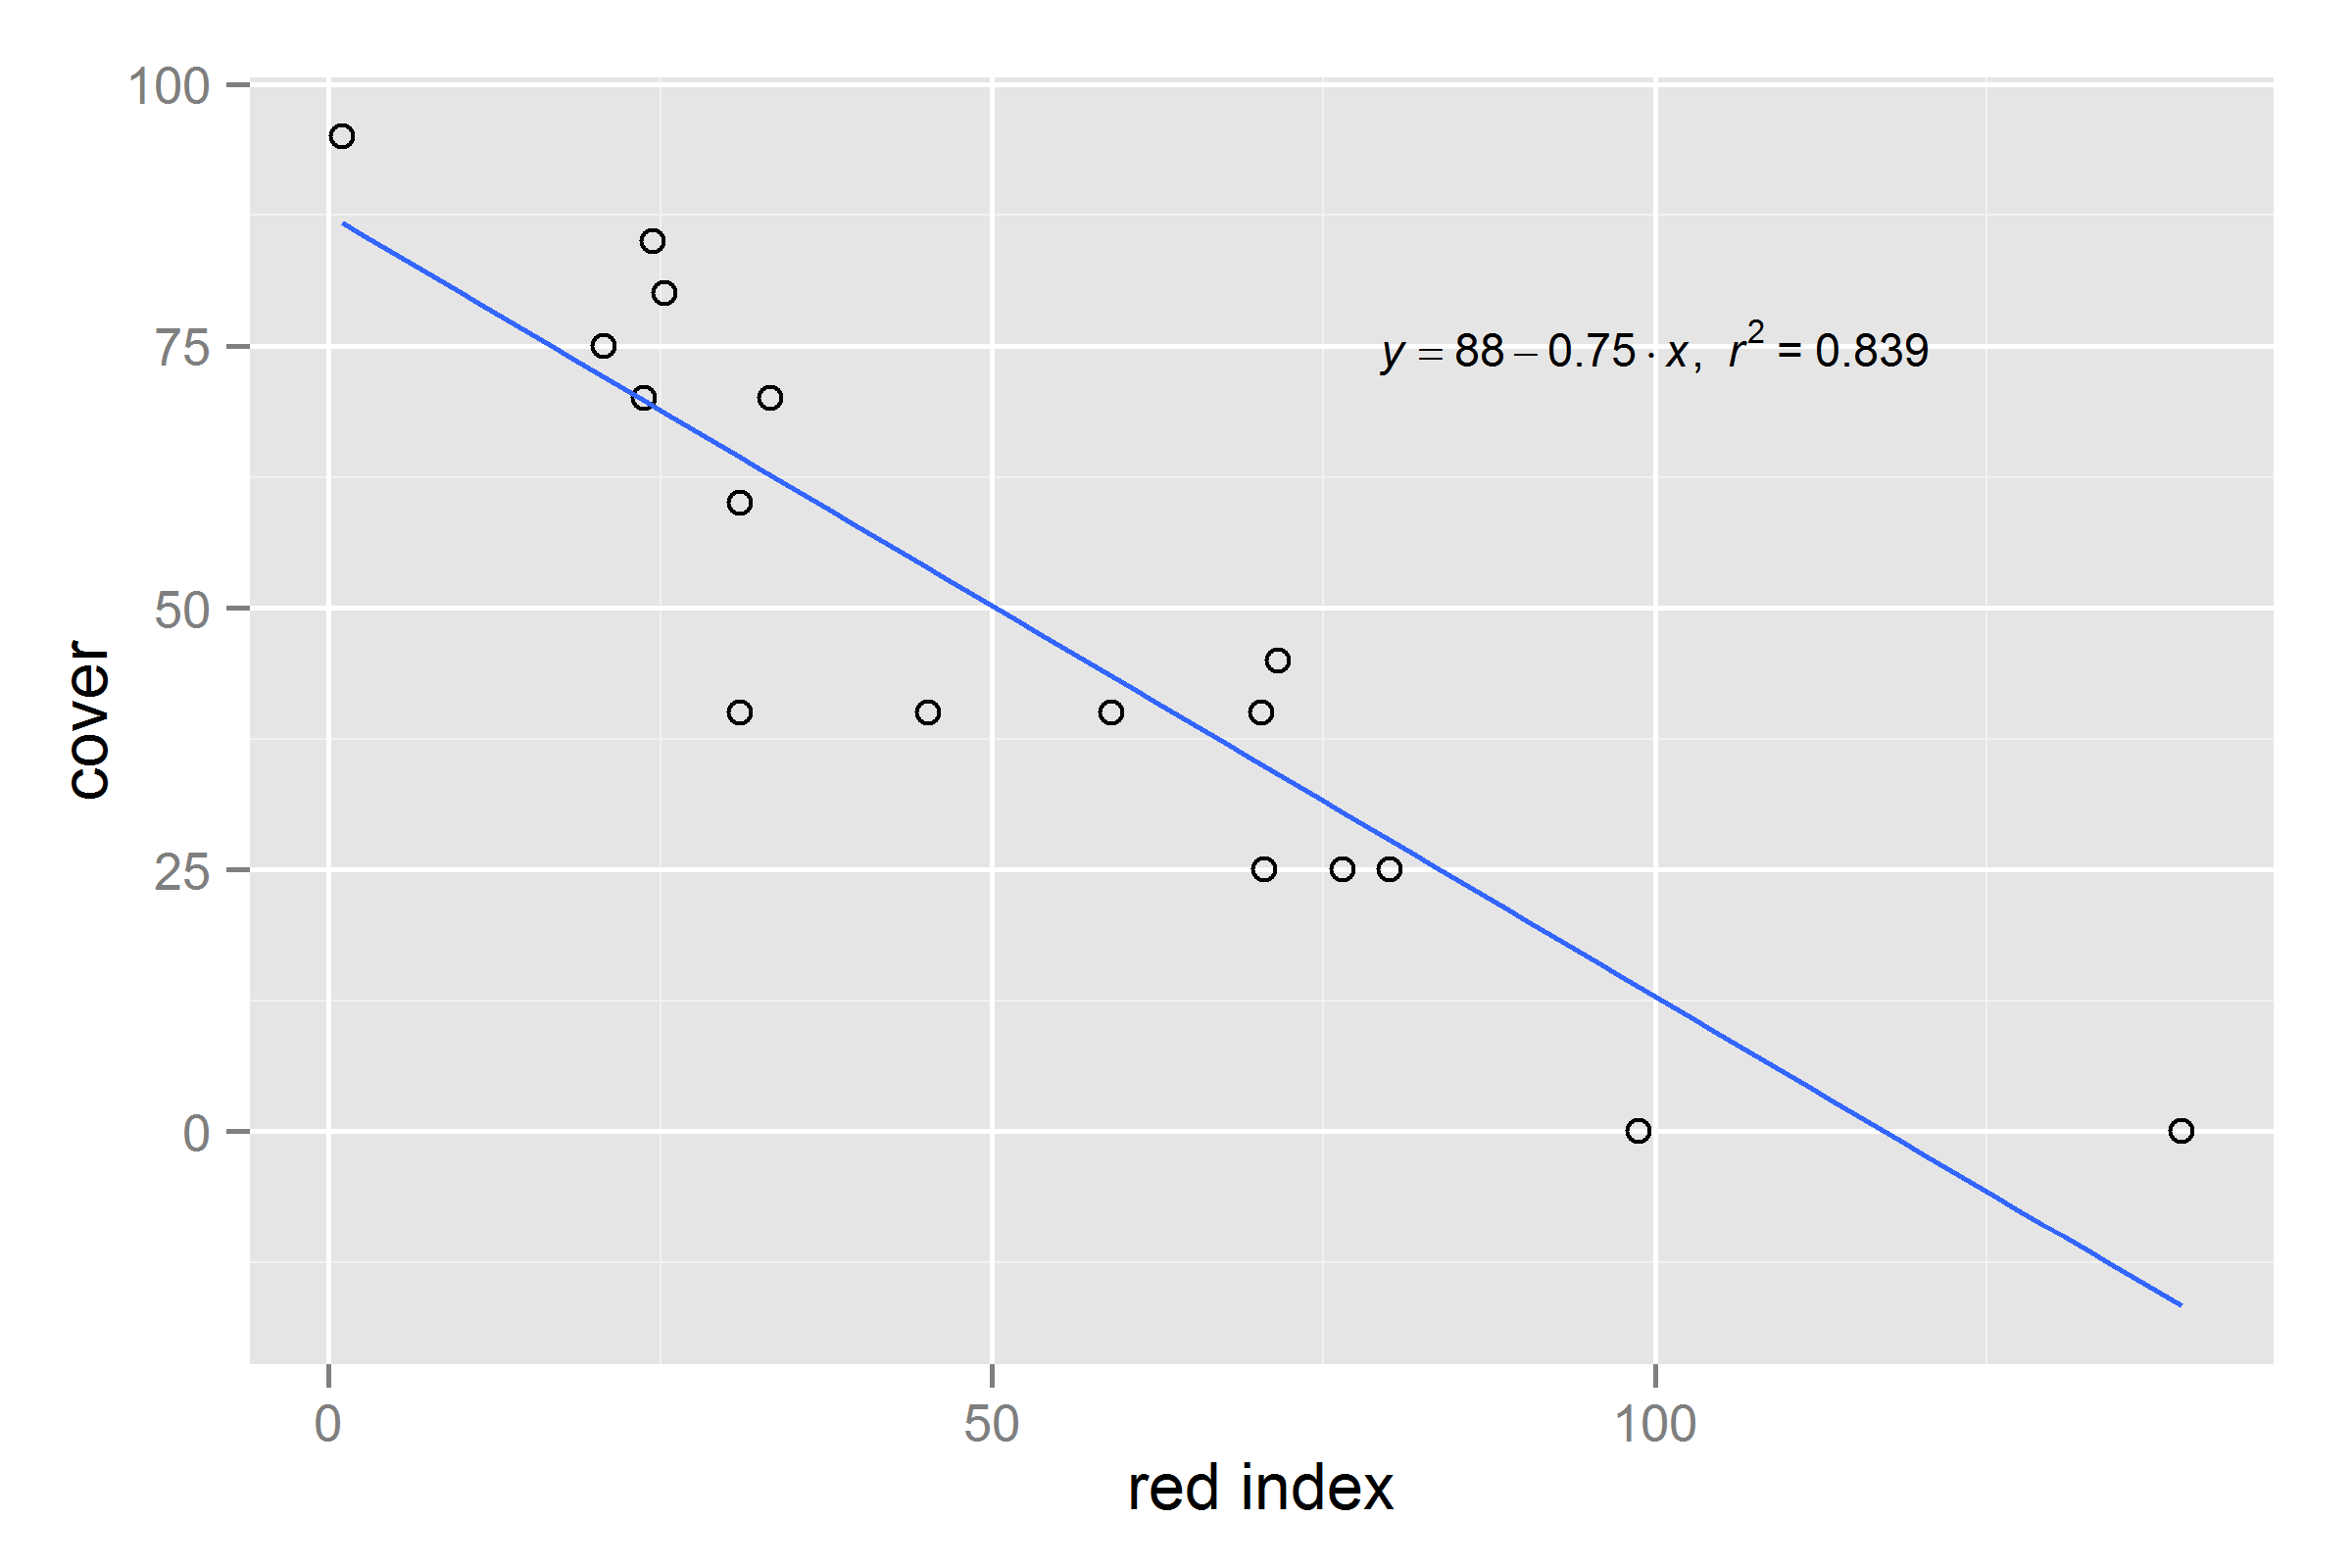 100
75
50
25
0
cover
y = 88 − 0.75 · x, r² = 0.839
0 50 100
red index